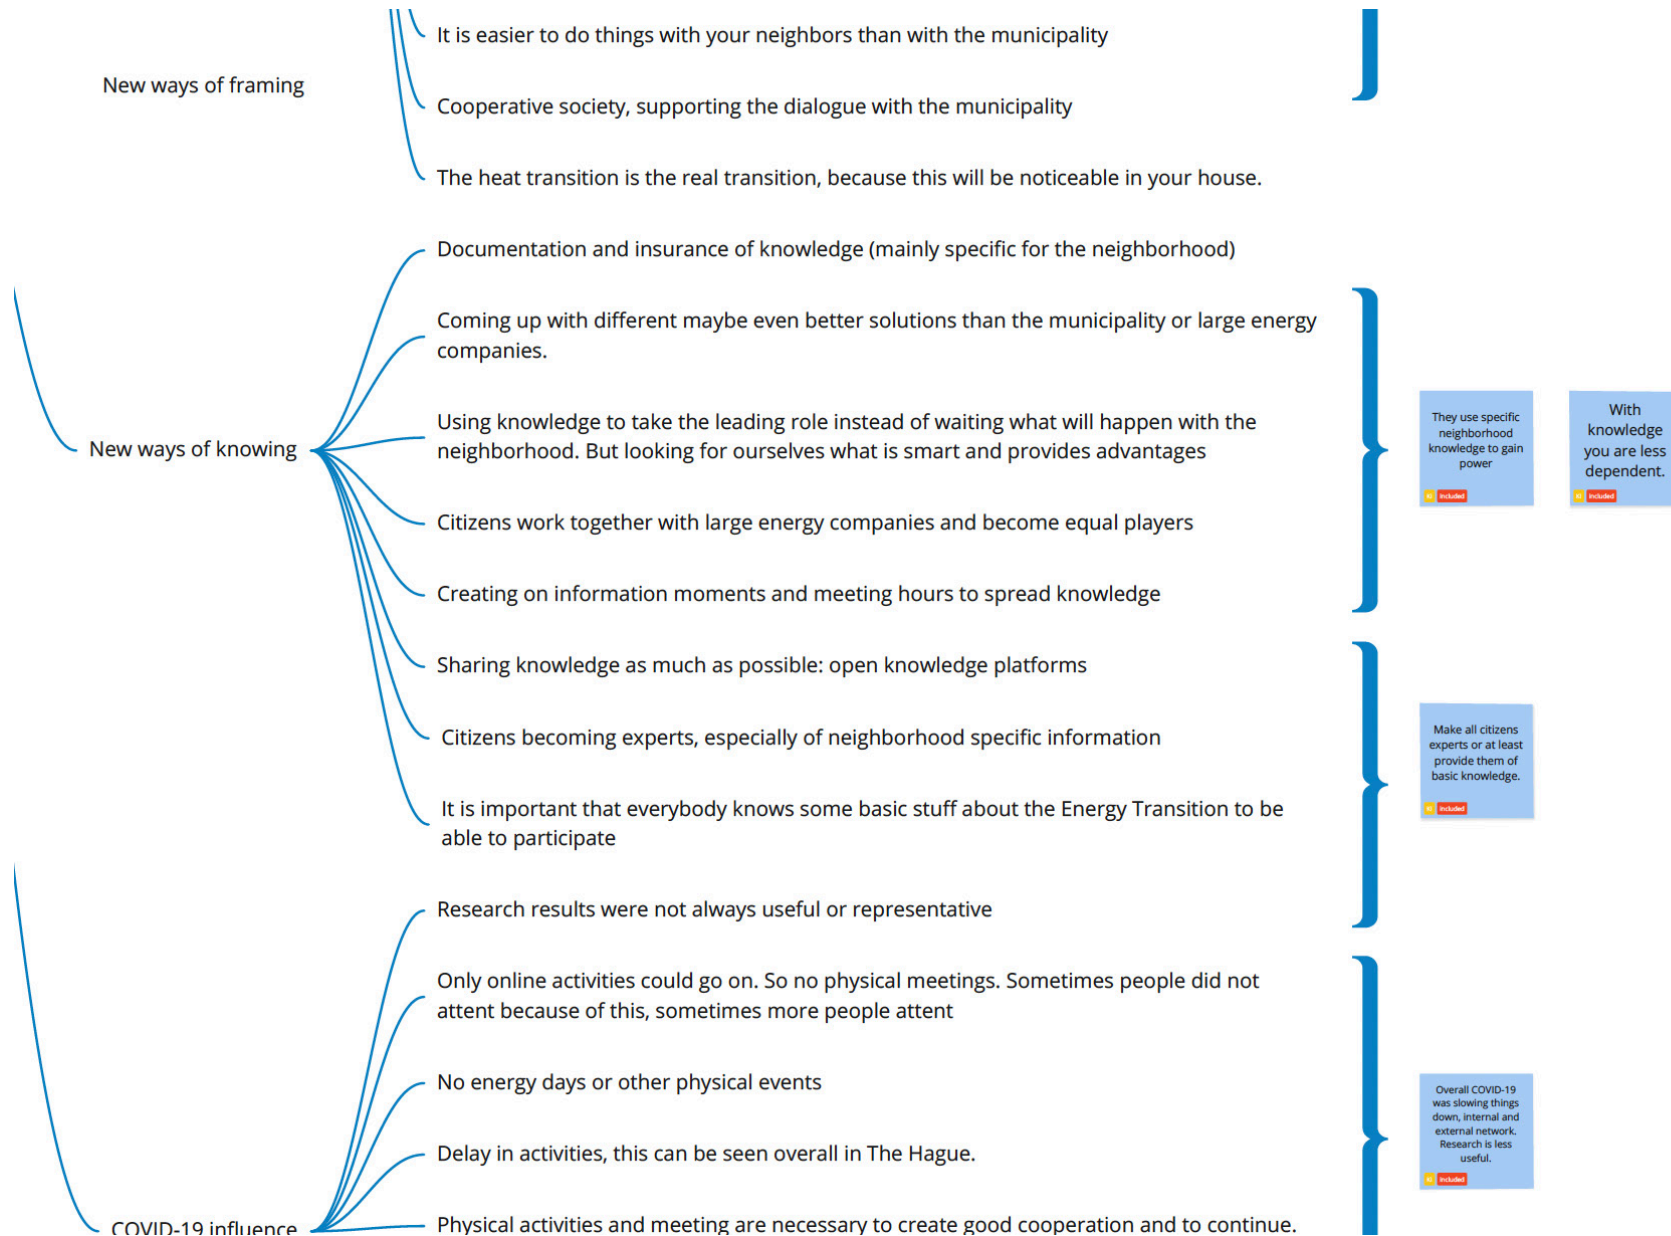 It is easier to do things with your neighbors than with the municipality
New ways of framing
Cooperative society, supporting the dialogue with the municipality
The heat transition is the real transition, because this will be noticeable in your house.
Documentation and insurance of knowledge (mainly specific for the neighborhood)
Coming up with different maybe even better solutions than the municipality or large energy
companies.
Using knowledge to take the leading role instead of waiting what will happen with the
neighborhood. But looking for ourselves what is smart and provides advantages
New ways of knowing
Citizens work together with large energy companies and become equal players
Creating on information moments and meeting hours to spread knowledge
They use specific
neighborhood
knowledge to gain
power
included
With
knowledge
you are less
dependent.
included
Sharing knowledge as much as possible: open knowledge platforms
Citizens becoming experts, especially of neighborhood specific information
It is important that everybody knows some basic stuff about the Energy Transition to be
able to participate
Make all citizens
experts or at least
provide them of
basic knowledge.
included
Research results were not always useful or representative
Only online activities could go on. So no physical meetings. Sometimes people did not
attent because of this, sometimes more people attent
No energy days or other physical events
Delay in activities, this can be seen overall in The Hague.
Physical activities and meeting are necessary to create good cooperation and to continue.
COVID-19 influence
Overall COVID-19
was slowing things
down, internal and
external network.
Research is less
useful.
included